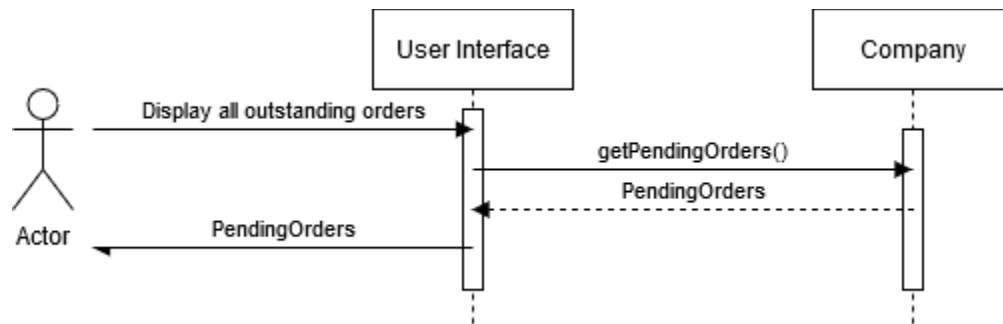 User Interface
Company
Display all outstanding orders
getPendingOrders()
PendingOrders
PendingOrders
Actor